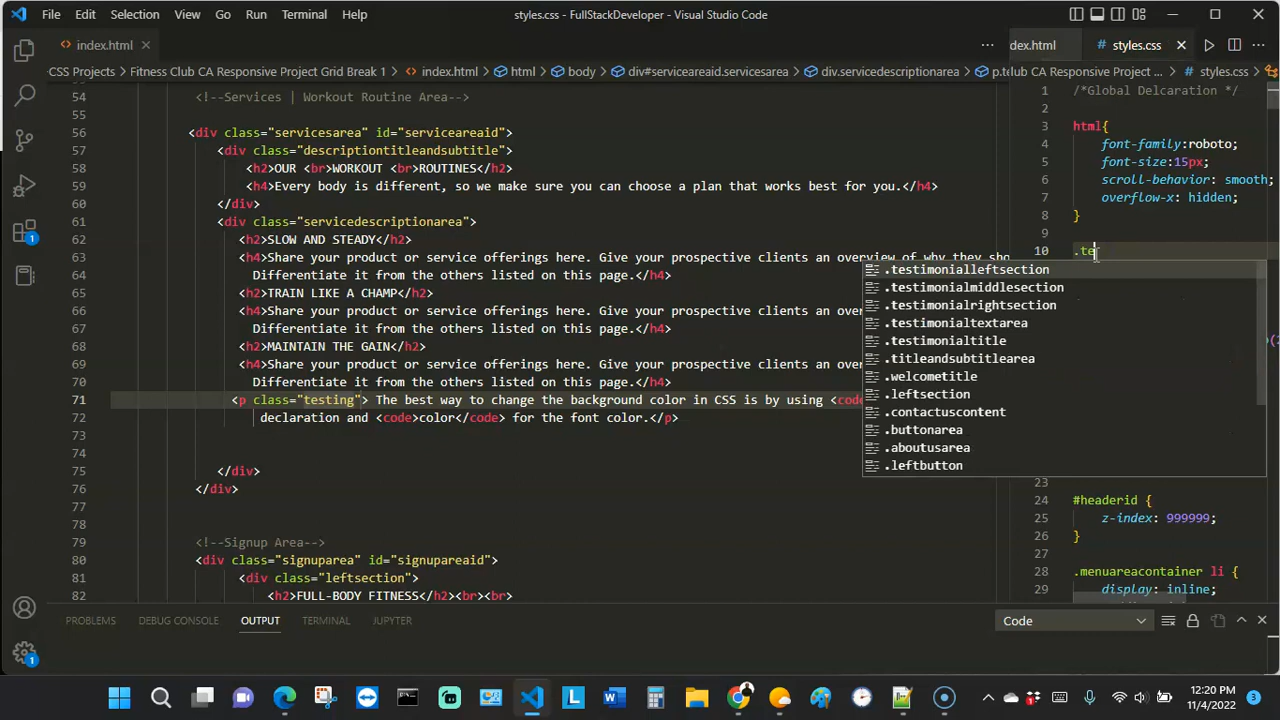 File Edit Selection View Go Run Terminal Help
styles.css - FullStackDeveloper - Visual Studio Code
index.html
dex.html # styles.css
CSS Projects > Fitness Club CA Responsive Project Grid Break 1 > index.html > html > body > div#serviceareaid.servicesarea > div.servicedescriptionarea > p.te
lub CA Responsive Project ... > # styles.css >
54 <!--Services | Workout Routine Area-->
55
56 <div class="servicesarea" id="serviceareaid">
57 <div class="descriptiontitleandsubtitle">
58 <h2>OUR <br>WORKOUT <br>ROUTINES</h2>
59 <h4>Every body is different, so we make sure you can choose a plan that works best for you.</h4>
60 </div>
61 <div class="servicedescriptionarea">
62 <h2>SLOW AND STEADY</h2>
63 <h4>Share your product or service offerings here. Give your prospective clients an overview of why they sho
64 Differentiate it from the others listed on this page.</h4>
65 <h2>TRAIN LIKE A CHAMP</h2>
66 <h4>Share your product or service offerings here. Give your prospective clients an ove
67 Differentiate it from the others listed on this page.</h4>
68 <h2>MAINTAIN THE GAIN</h2>
69 <h4>Share your product or service offerings here. Give your prospective clients an ove
70 Differentiate it from the others listed on this page.</h4>
71 <p class="testing"> The best way to change the background color in CSS is by using <code
72 declaration and <code>color</code> for the font color.</p>
73
74
75 </div>
76 </div>
77
78
79 <!--Signup Area-->
80 <div class="signuparea" id="signupareaid">
81 <div class="leftsection">
82 <h2>FULL-BODY FITNESS</h2><br><br>
1 /*Global Delcaration */
2
3 html{
4 font-family:roboto;
5 font-size:15px;
6 scroll-behavior: smooth;
7 overflow-x: hidden;
8 }
9
10 .te
.testimonialleftsection
.testimonialmiddlesection
.testimonialrightsection
.testimonialtextarea
.testimonialtitle
.titleandsubtitlearea
.welcometitle
.leftsection
.contactuscontent
.buttonarea
.aboutusarea
.leftbutton
23
24 #headerid {
25 z-index: 999999;
26 }
27
28 .menuareacontainer li {
29 display: inline;
PROBLEMS DEBUG CONSOLE OUTPUT TERMINAL JUPYTER
Code
12:20 PM
11/4/2022